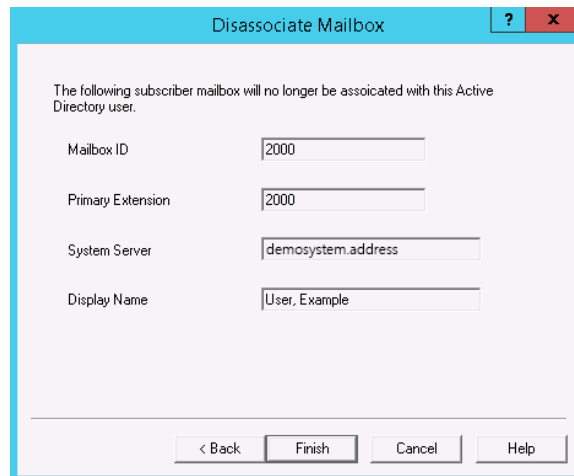 Disassociate Mailbox
? x
The following subscriber mailbox will no longer be assoicated with this Active
Directory user.
Mailbox ID 2000
Primary Extension 2000
System Server demosystem.address
Display Name User, Example
< Back Finish Cancel Help